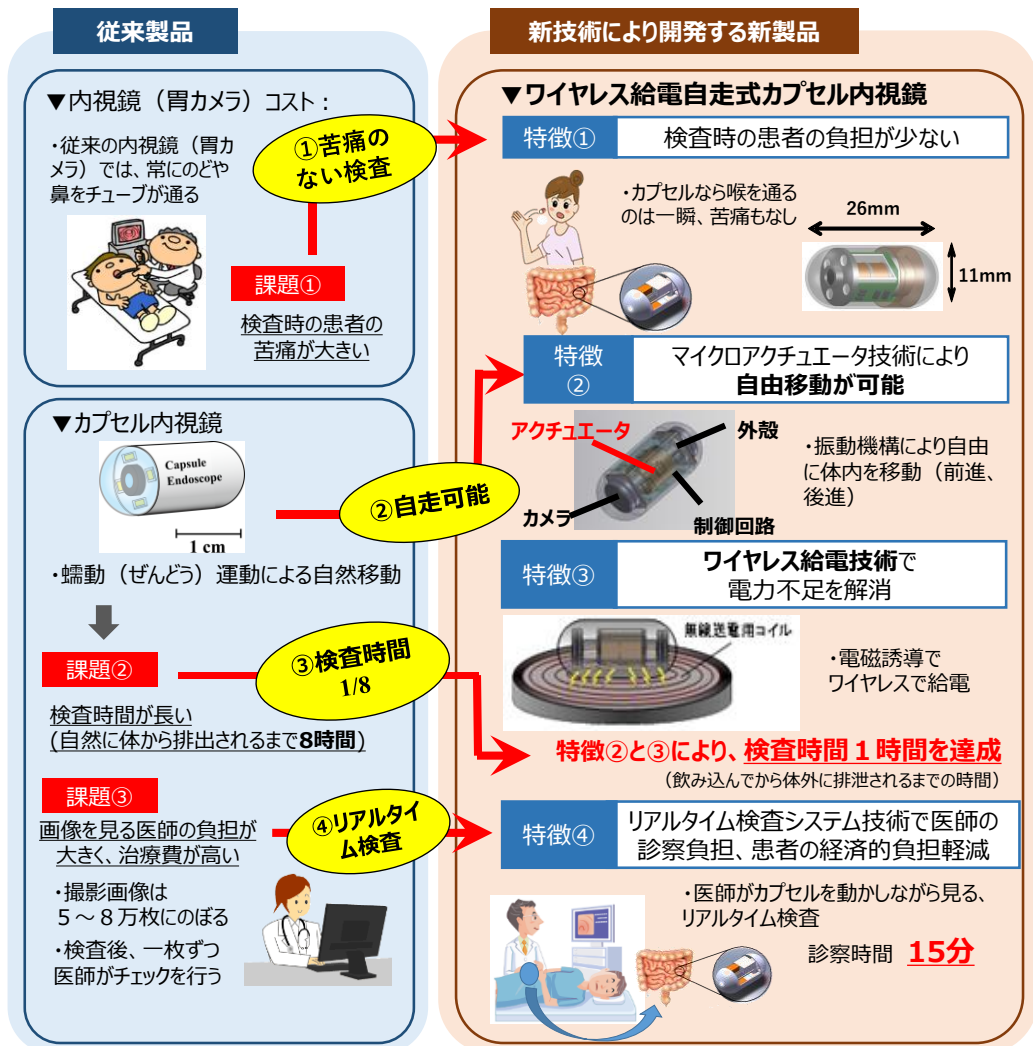 従来製品
▼内視鏡（胃カメラ）コスト：
・従来の内視鏡（胃カ
メラ）では、常にのどや
鼻をチューブが通る
①苦痛の
ない検査
課題①
検査時の患者の
苦痛が大きい
▼カプセル内視鏡
Capsule
Endoscope
1 cm
②自走可能
・蠕動（ぜんどう）運動による自然移動
課題②
③検査時間
1/8
検査時間が長い
(自然に体から排出されるまで8時間)
課題③
画像を見る医師の負担が
大きく、治療費が高い
④リアルタイ
ム検査
・撮影画像は
５～８万枚にのぼる
・検査後、一枚ずつ
医師がチェックを行う
新技術により開発する新製品
▼ワイヤレス給電自走式カプセル内視鏡
特徴①
検査時の患者の負担が少ない
・カプセルなら喉を通る
のは一瞬、苦痛もなし
26mm
11mm
特徴
②
マイクロアクチュエータ技術により
自由移動が可能
アクチュエータ
外殻
カメラ
制御回路
・振動機構により自由
に体内を移動（前進、
後進）
特徴③
ワイヤレス給電技術で
電力不足を解消
無線送電用コイル
・電磁誘導で
ワイヤレスで給電
特徴②と③により、検査時間１時間を達成
（飲み込んでから体外に排泄されるまでの時間）
特徴④
リアルタイム検査システム技術で医師の
診察負担、患者の経済的負担軽減
・医師がカプセルを動かしながら見る、
リアルタイム検査
診察時間 15分